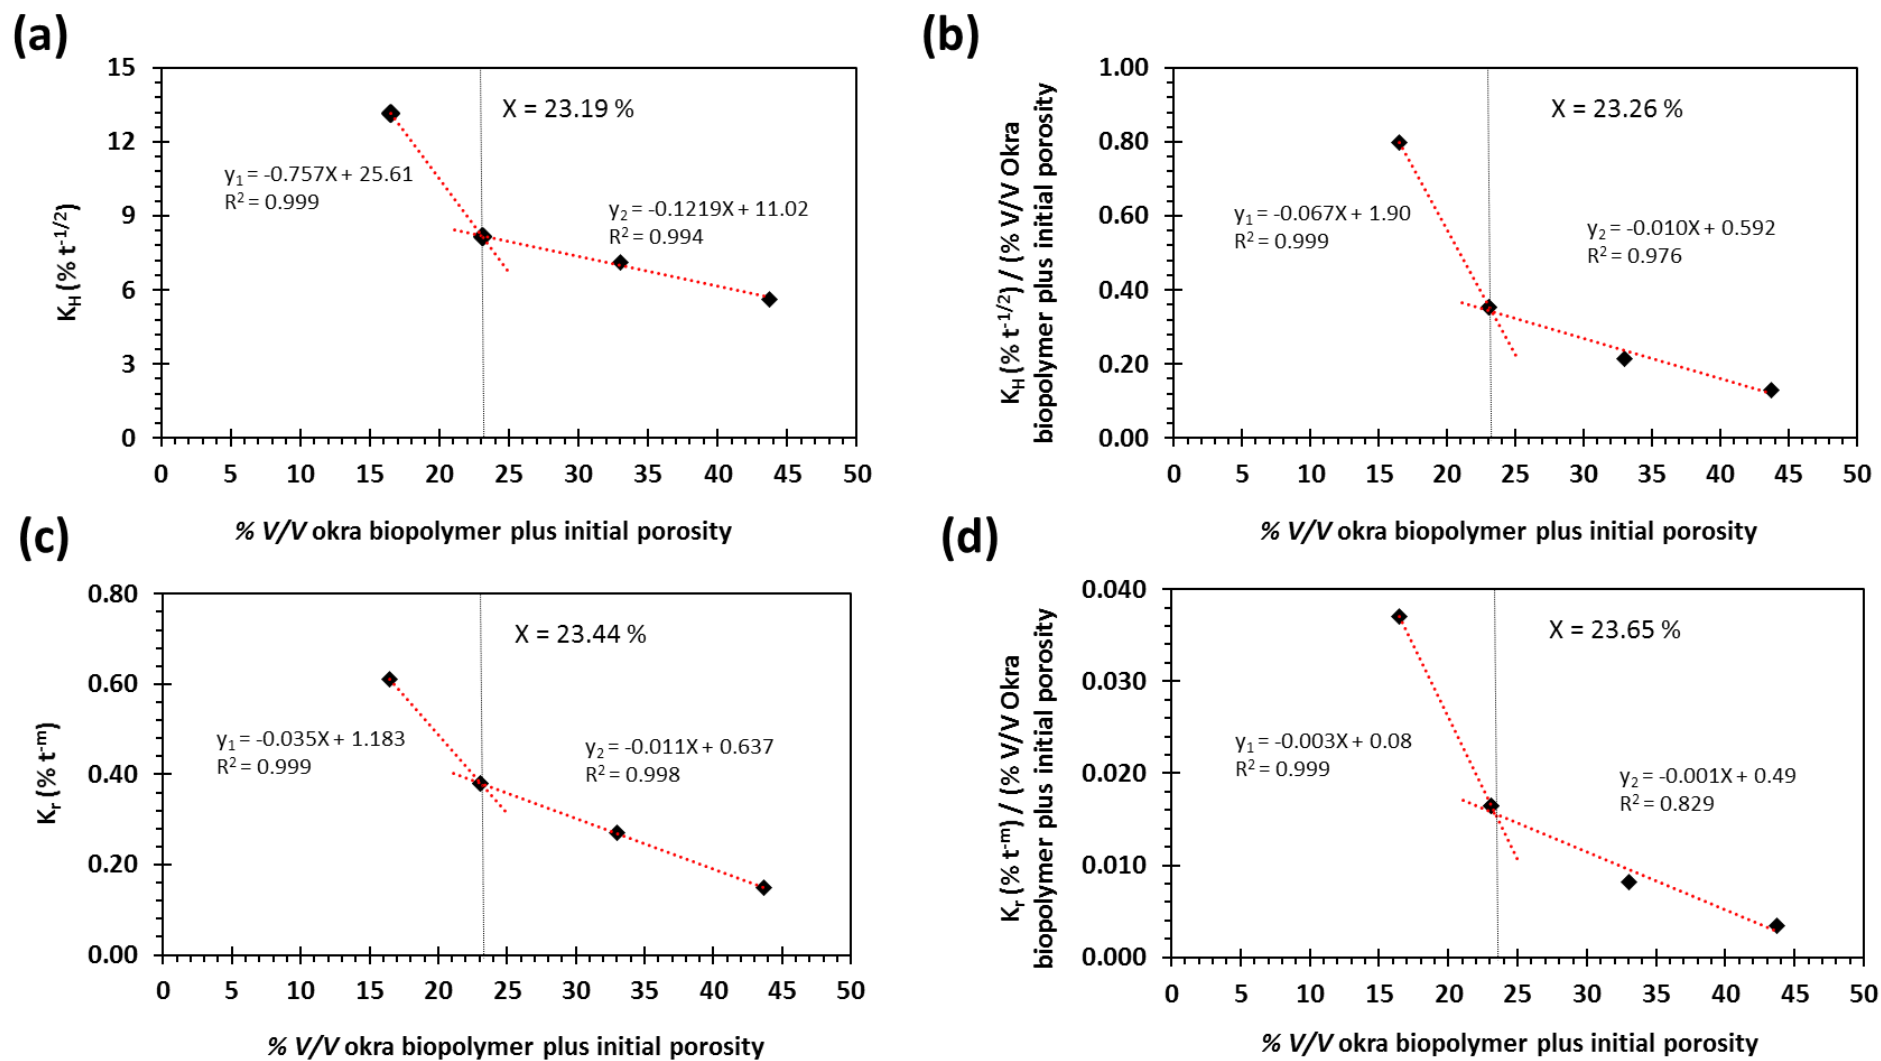 (a)
15
12
9
6
3
0
K_H (% t^-1/2)
X = 23.19 %
y₁ = -0.757X + 25.61
R² = 0.999
y₂ = -0.1219X + 11.02
R² = 0.994
0 5 10 15 20 25 30 35 40 45 50
% V/V okra biopolymer plus initial porosity
(b)
1.00
0.80
0.60
0.40
0.20
0.00
K_H (% t^-1/2) / (% V/V Okra
biopolymer plus initial porosity
X = 23.26 %
y₁ = -0.067X + 1.90
R² = 0.999
y₂ = -0.010X + 0.592
R² = 0.976
0 5 10 15 20 25 30 35 40 45 50
% V/V okra biopolymer plus initial porosity
(c)
0.80
0.60
0.40
0.20
0.00
K_r (% t^-m)
X = 23.44 %
y₁ = -0.035X + 1.183
R² = 0.999
y₂ = -0.011X + 0.637
R² = 0.998
0 5 10 15 20 25 30 35 40 45 50
% V/V okra biopolymer plus initial porosity
(d)
0.040
0.030
0.020
0.010
0.000
K_r (% t^-m) / (% V/V Okra
biopolymer plus initial porosity
X = 23.65 %
y₁ = -0.003X + 0.08
R² = 0.999
y₂ = -0.001X + 0.49
R² = 0.829
0 5 10 15 20 25 30 35 40 45 50
% V/V okra biopolymer plus initial porosity